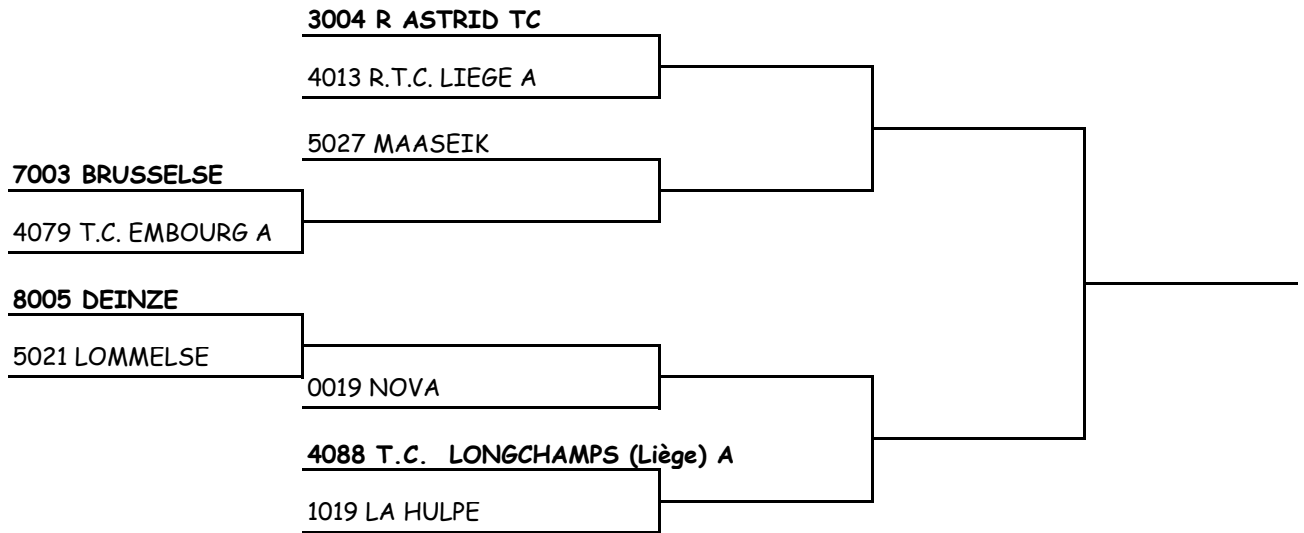 3004 R ASTRID TC
4013 R.T.C. LIEGE A
5027 MAASEIK
7003 BRUSSELSE
4079 T.C. EMBOURG A
8005 DEINZE
5021 LOMMELSE
0019 NOVA
4088 T.C. LONGCHAMPS (Liège) A
1019 LA HULPE